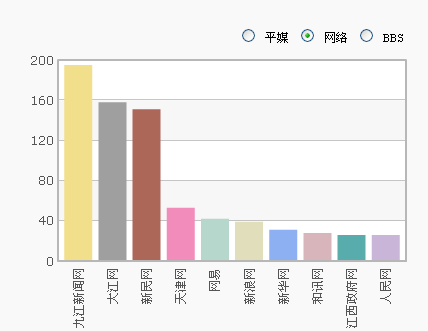 平媒 网络 BBS
200
160
120
80
40
0
九江新闻网
大江网
新民网
天津网
网易
新浪网
新华网
和讯网
江西政府网
人民网